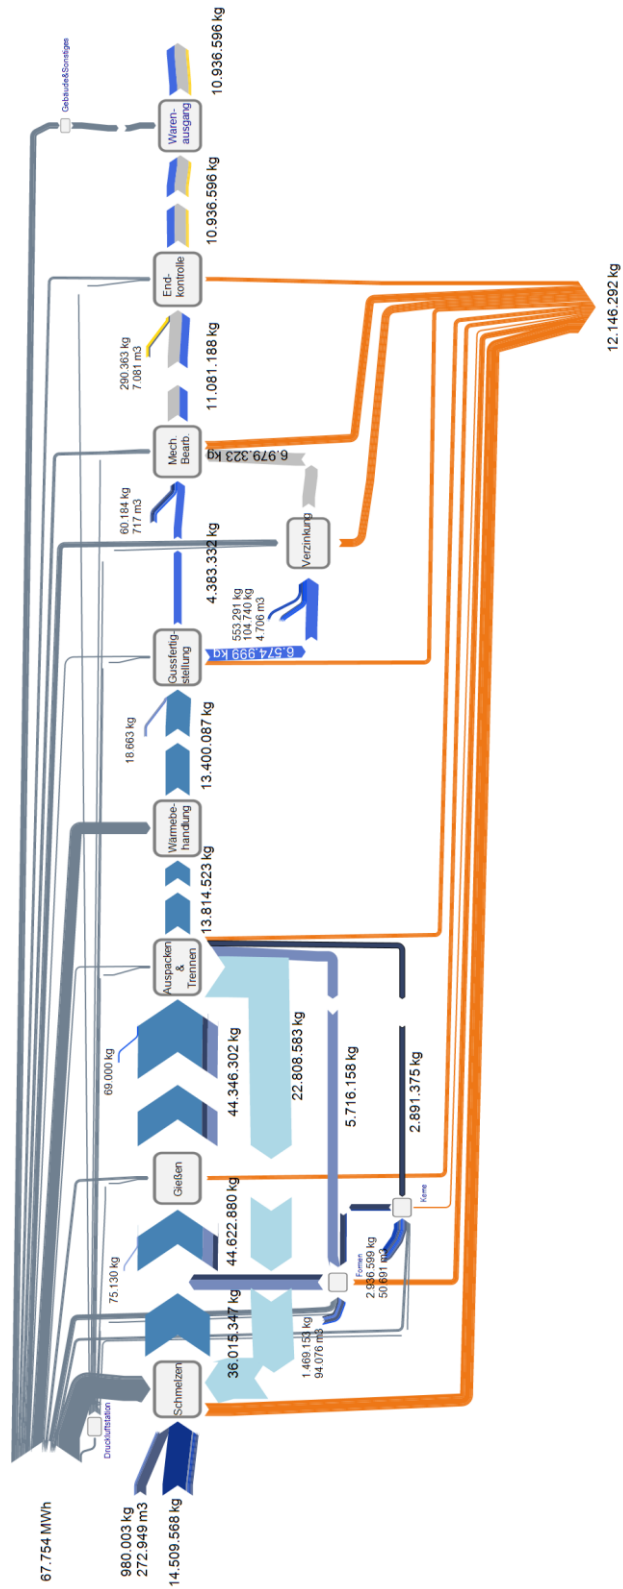 67.754 MWh
980.003 kg
272.949 m3
14.509.568 kg
Druckluftstation
Schmelzen
36.015.347 kg
1.469.153 kg
94.076 m3
Formen
2.936.599 kg
50.691 m3
Kerne
75.130 kg
44.622.880 kg
Gießen
69.000 kg
44.346.302 kg
22.808.583 kg
5.716.158 kg
2.891.375 kg
Auspacken
&
Trennen
13.814.523 kg
Wärmebe-
handlung
18.663 kg
13.400.087 kg
Gussfertig-
stellung
6.574.999 kg
553.291 kg
104.740 kg
4.706 m3
Verzinkung
6.979.323 kg
60.184 kg
717 m3
4.383.332 kg
Mech.
Bearb.
290.363 kg
7.081 m3
11.081.188 kg
End-
kontrolle
10.936.596 kg
Waren-
ausgang
Gebäude&Sonstiges
10.936.596 kg
12.146.292 kg